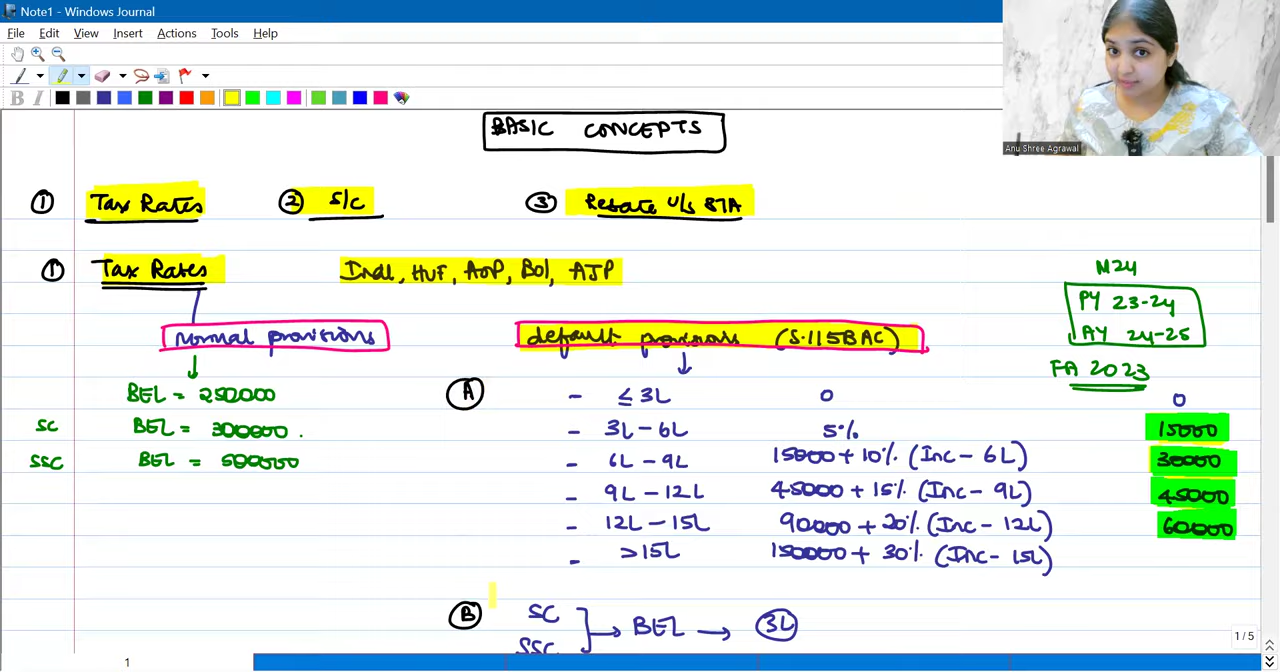 Note1 - Windows Journal
File Edit View Insert Actions Tools Help
B I
Anu Shree Agrawal
BASIC CONCEPTS
① Tax Rates ② S/C ③ Rebate u/s 87A
① Tax Rates Indl, HUF, AOP, BOI, AJP
M24
PY 23-24
AY 24-25
FA 2023
normal provisions default provisions (S.115BAC)
BEL = 250000
SC BEL = 300000.
SSC BEL = 500000
Ⓐ - ≤ 3L 0 0
- 3L - 6L 5% 15000
- 6L - 9L 15000 + 10% (Inc - 6L) 30000
- 9L - 12L 45000 + 15% (Inc - 9L) 45000
- 12L - 15L 90000 + 20% (Inc - 12L) 60000
- >15L 150000 + 30% (Inc - 15L)
Ⓑ SC
SSC
BEL → 3L
1 / 5
1